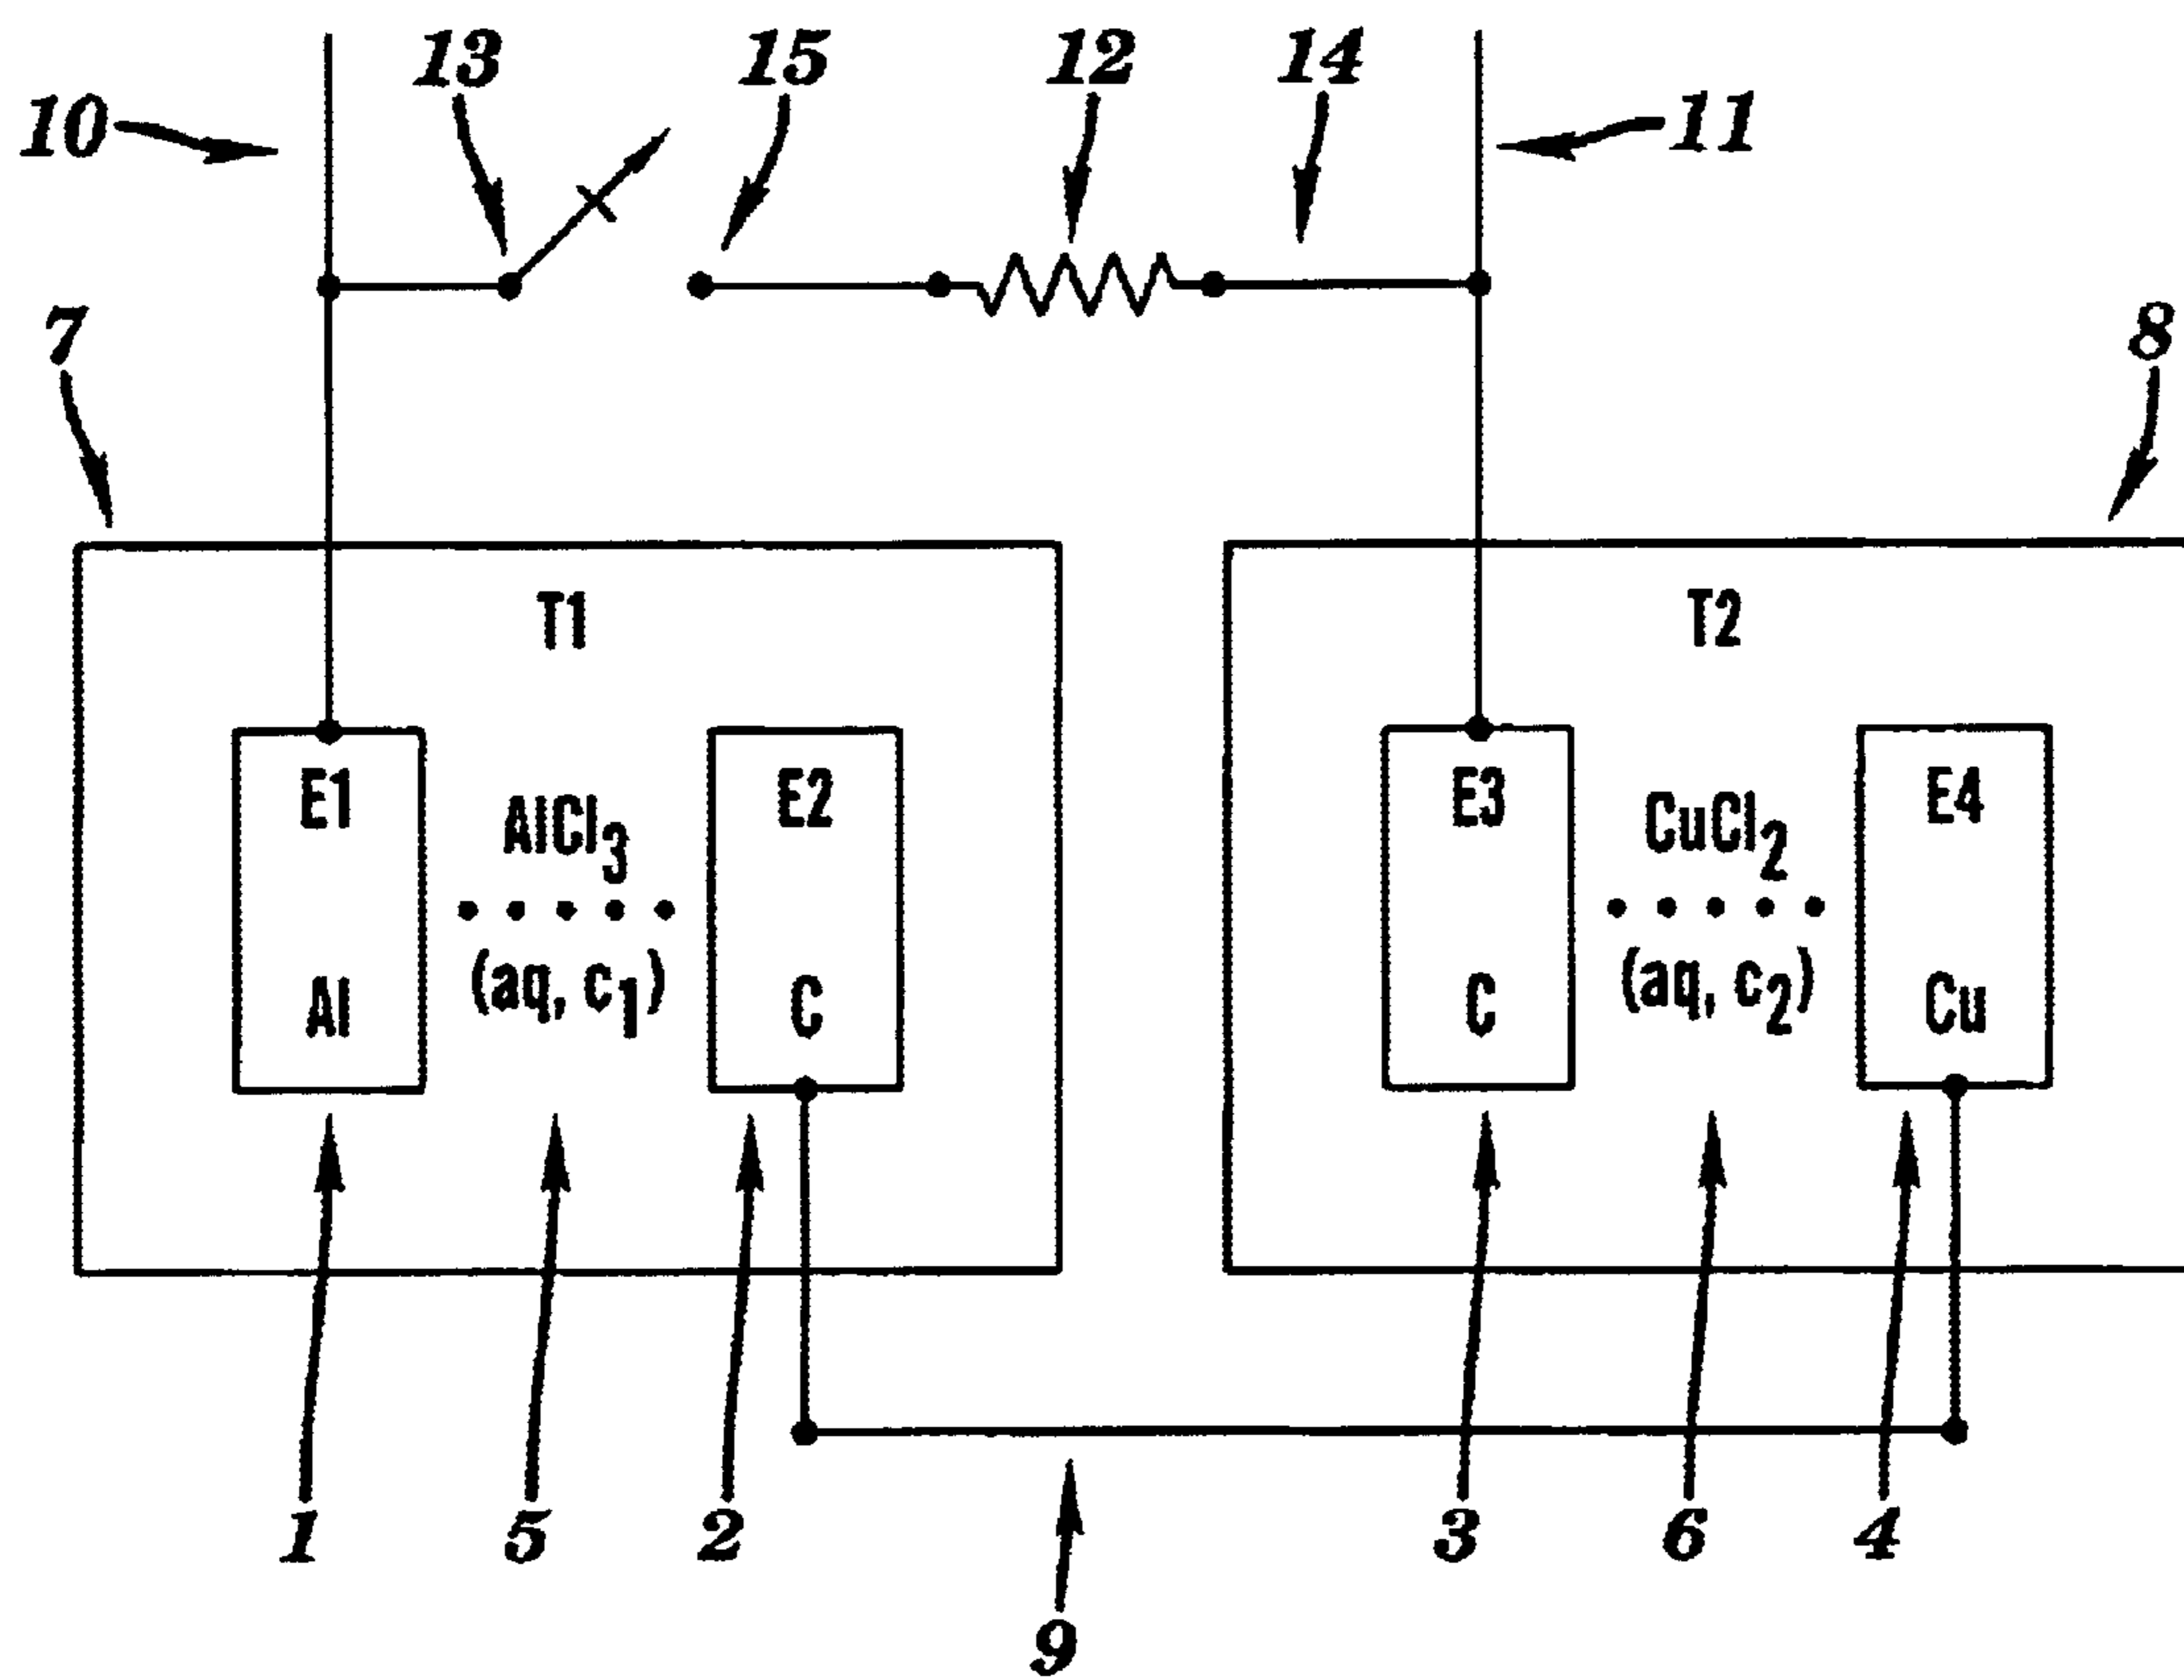 13 15 12 14
10 11
7 8
T1 T2
E1 E2 E3 E4
AlCl3 CuCl2
Al (aq, c1) C C (aq, c2) Cu
1 5 2 3 6 4
9